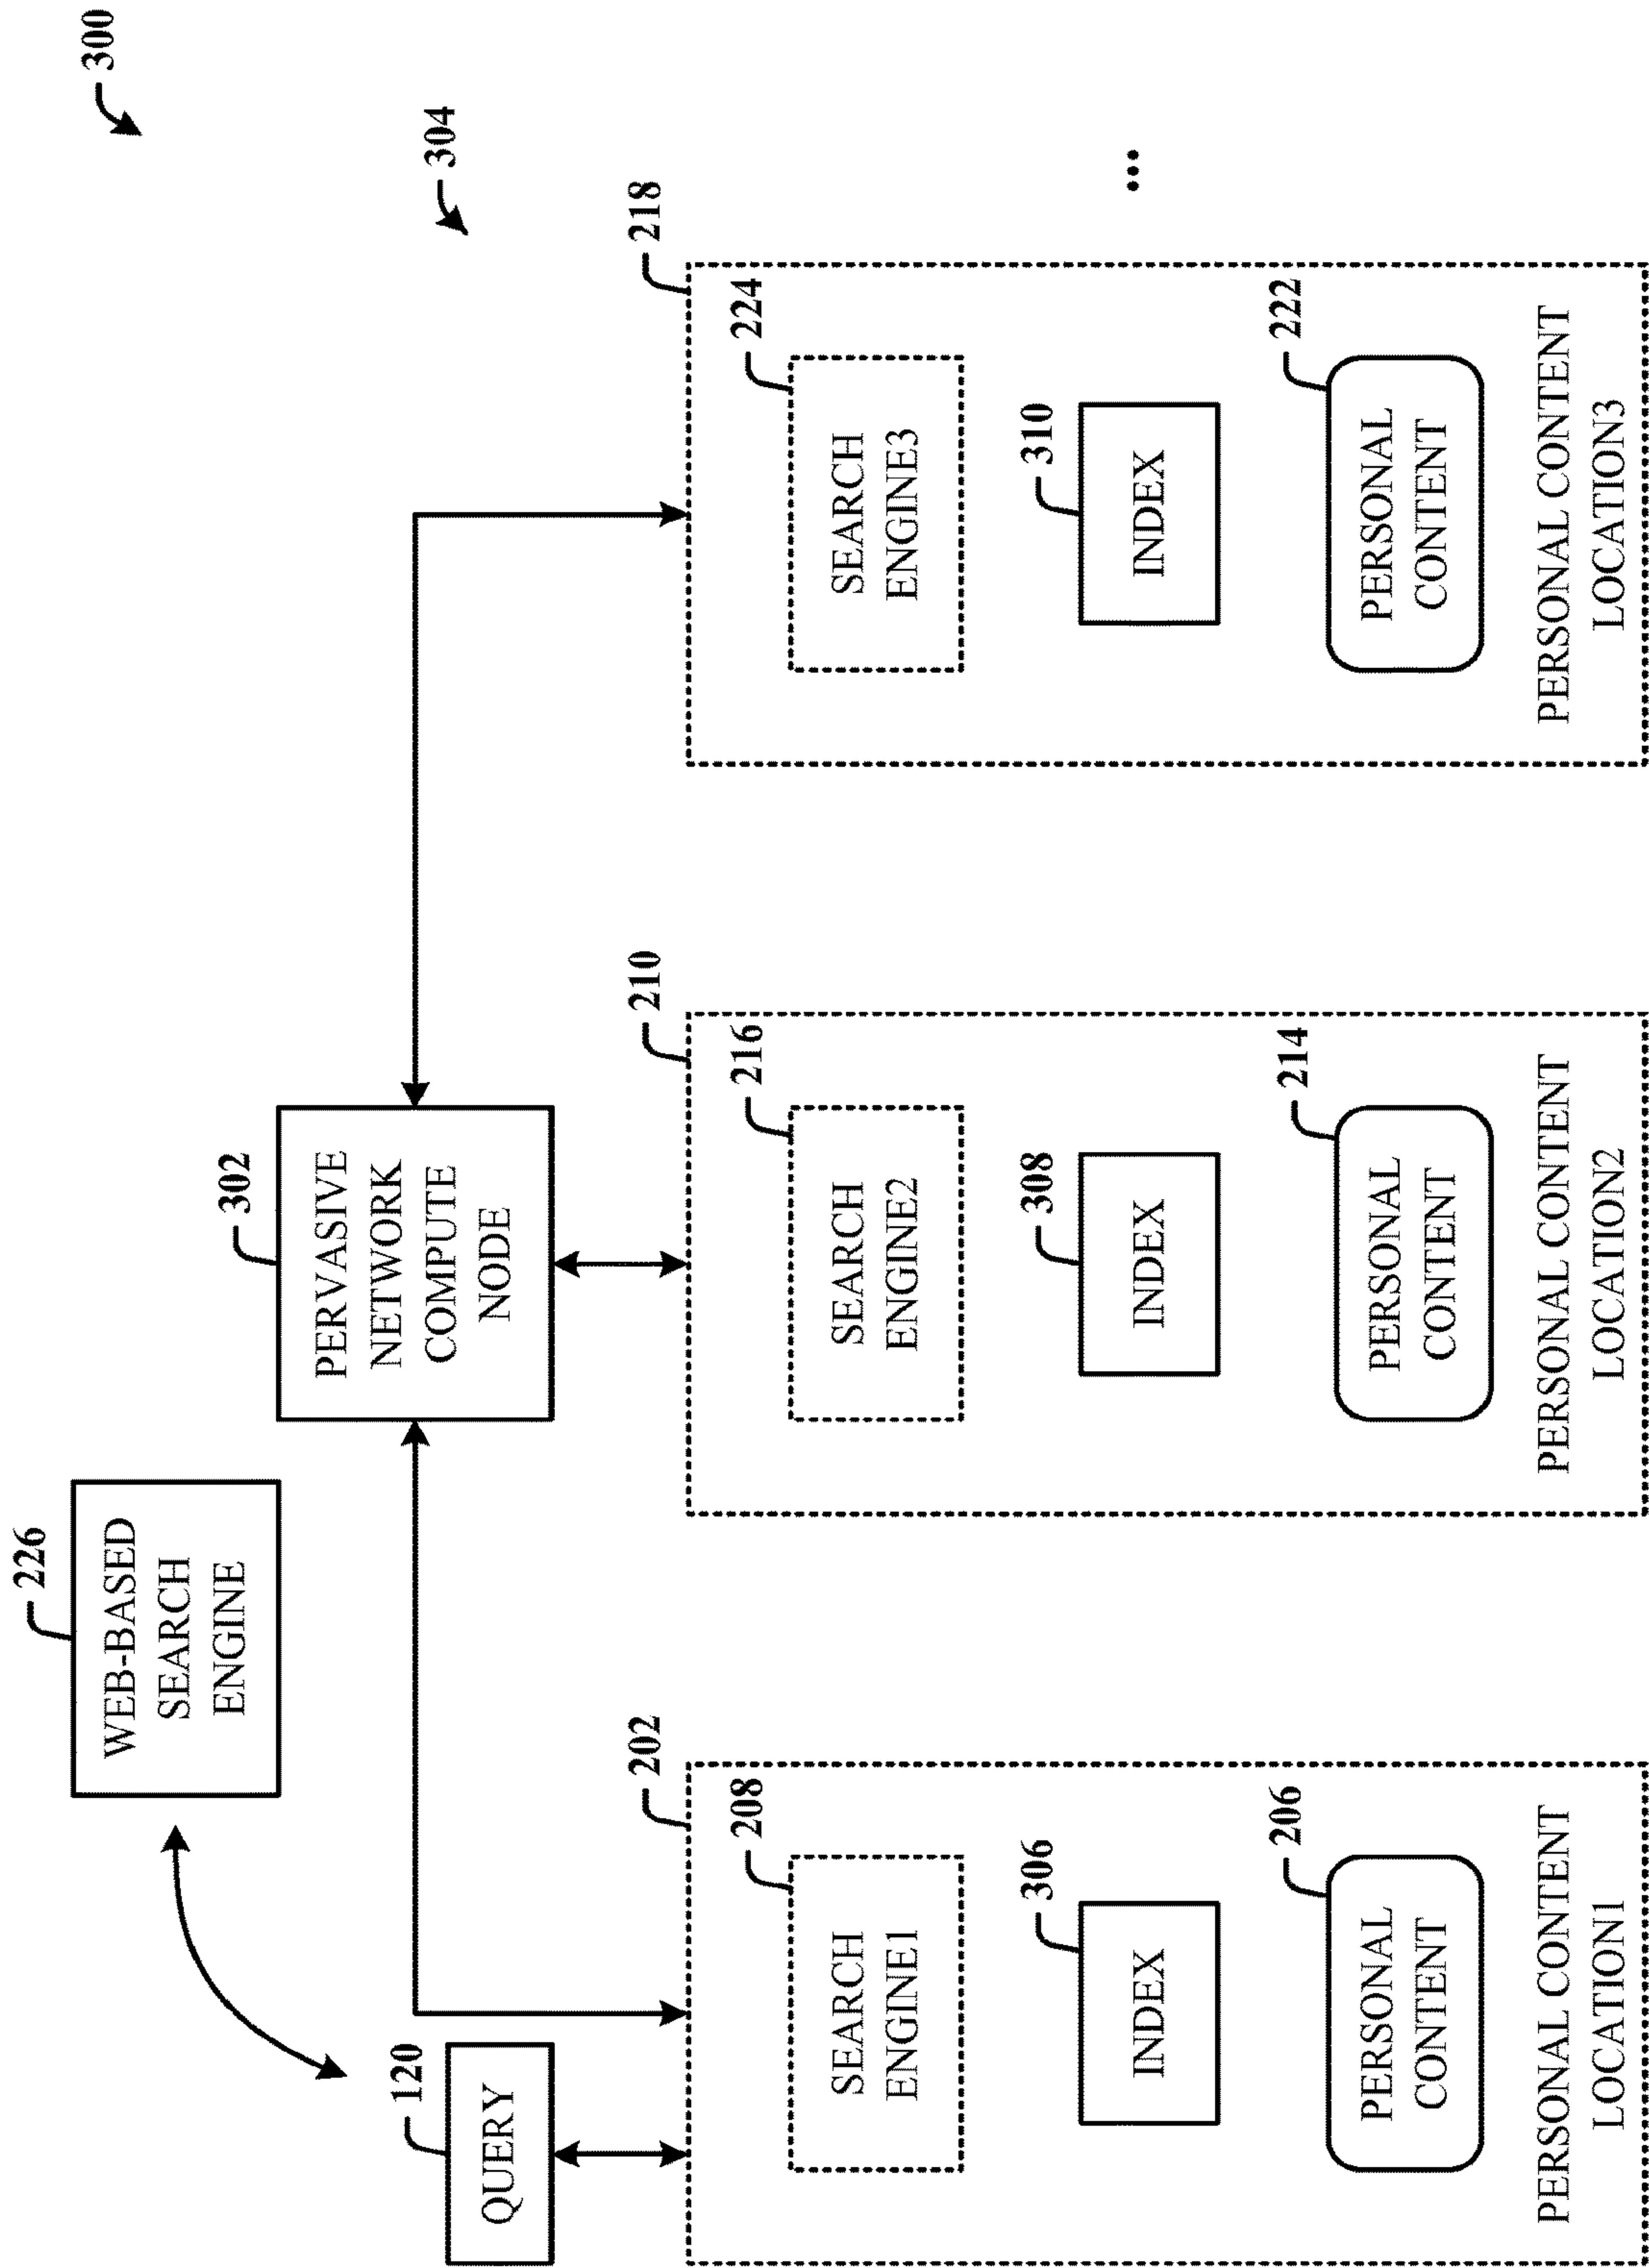 300
304
226
WEB-BASED
SEARCH
ENGINE
302
PERVASIVE
NETWORK
COMPUTE
NODE
120
QUERY
202
208
SEARCH
ENGINE1
306
INDEX
206
PERSONAL
CONTENT
PERSONAL CONTENT
LOCATION1
210
216
SEARCH
ENGINE2
308
INDEX
214
PERSONAL
CONTENT
PERSONAL CONTENT
LOCATION2
218
224
SEARCH
ENGINE3
310
INDEX
222
PERSONAL
CONTENT
PERSONAL CONTENT
LOCATION3
...